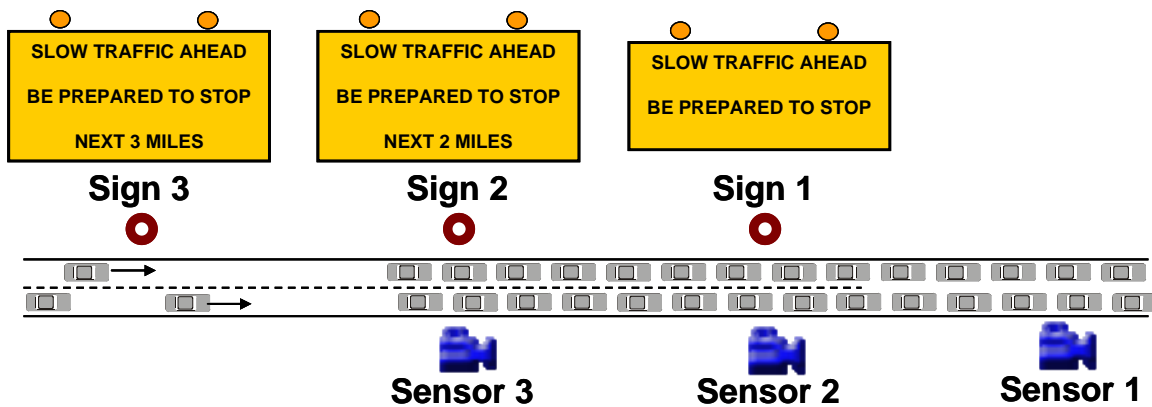 SLOW TRAFFIC AHEAD
BE PREPARED TO STOP
NEXT 3 MILES
SLOW TRAFFIC AHEAD
BE PREPARED TO STOP
NEXT 2 MILES
SLOW TRAFFIC AHEAD
BE PREPARED TO STOP
Sign 3
Sign 2
Sign 1
Sensor 3
Sensor 2
Sensor 1